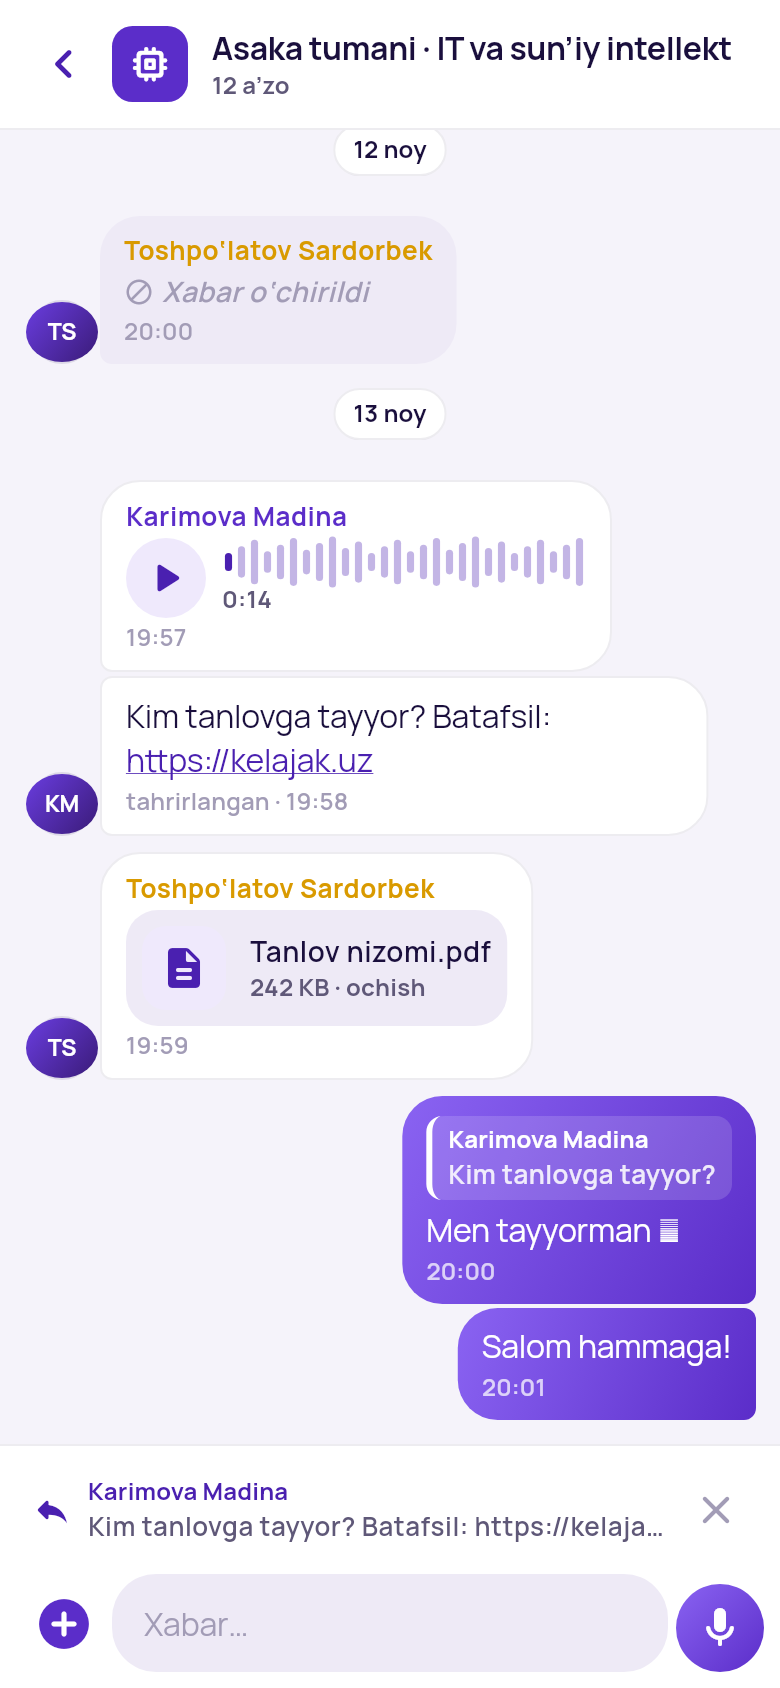 Asaka tumani · IT va sun’iy intellekt
12 a’zo
12 noy
Toshpo‘latov Sardorbek
Xabar o‘chirildi
TS
20:00
13 noy
Karimova Madina
0:14
19:57
Kim tanlovga tayyor? Batafsil:
https://kelajak.uz
KM
tahrirlangan · 19:58
Toshpo‘latov Sardorbek
Tanlov nizomi.pdf
242 KB · ochish
TS
19:59
Karimova Madina
Kim tanlovga tayyor?
Men tayyorman
20:00
Salom hammaga!
20:01
Karimova Madina
Kim tanlovga tayyor? Batafsil: https://kelaja…
Xabar…